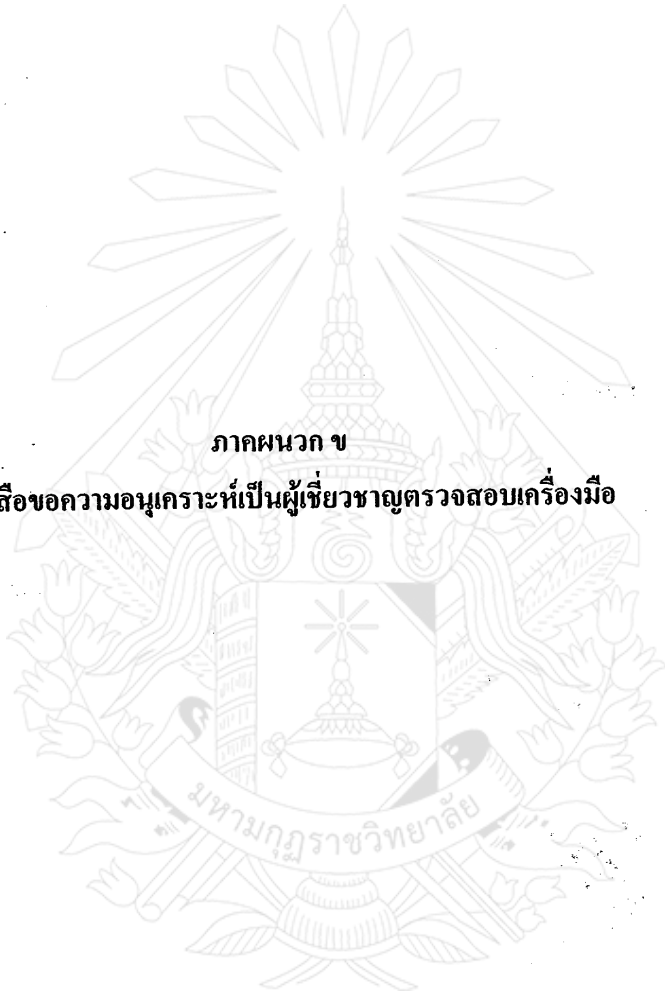 ภาคผนวก ข
สือขอความอนุเคราะห์เป็นผู้เชี่ยวชาญตรวจสอบเครื่องมือ
มหามกุฏราชวิทยาลัย